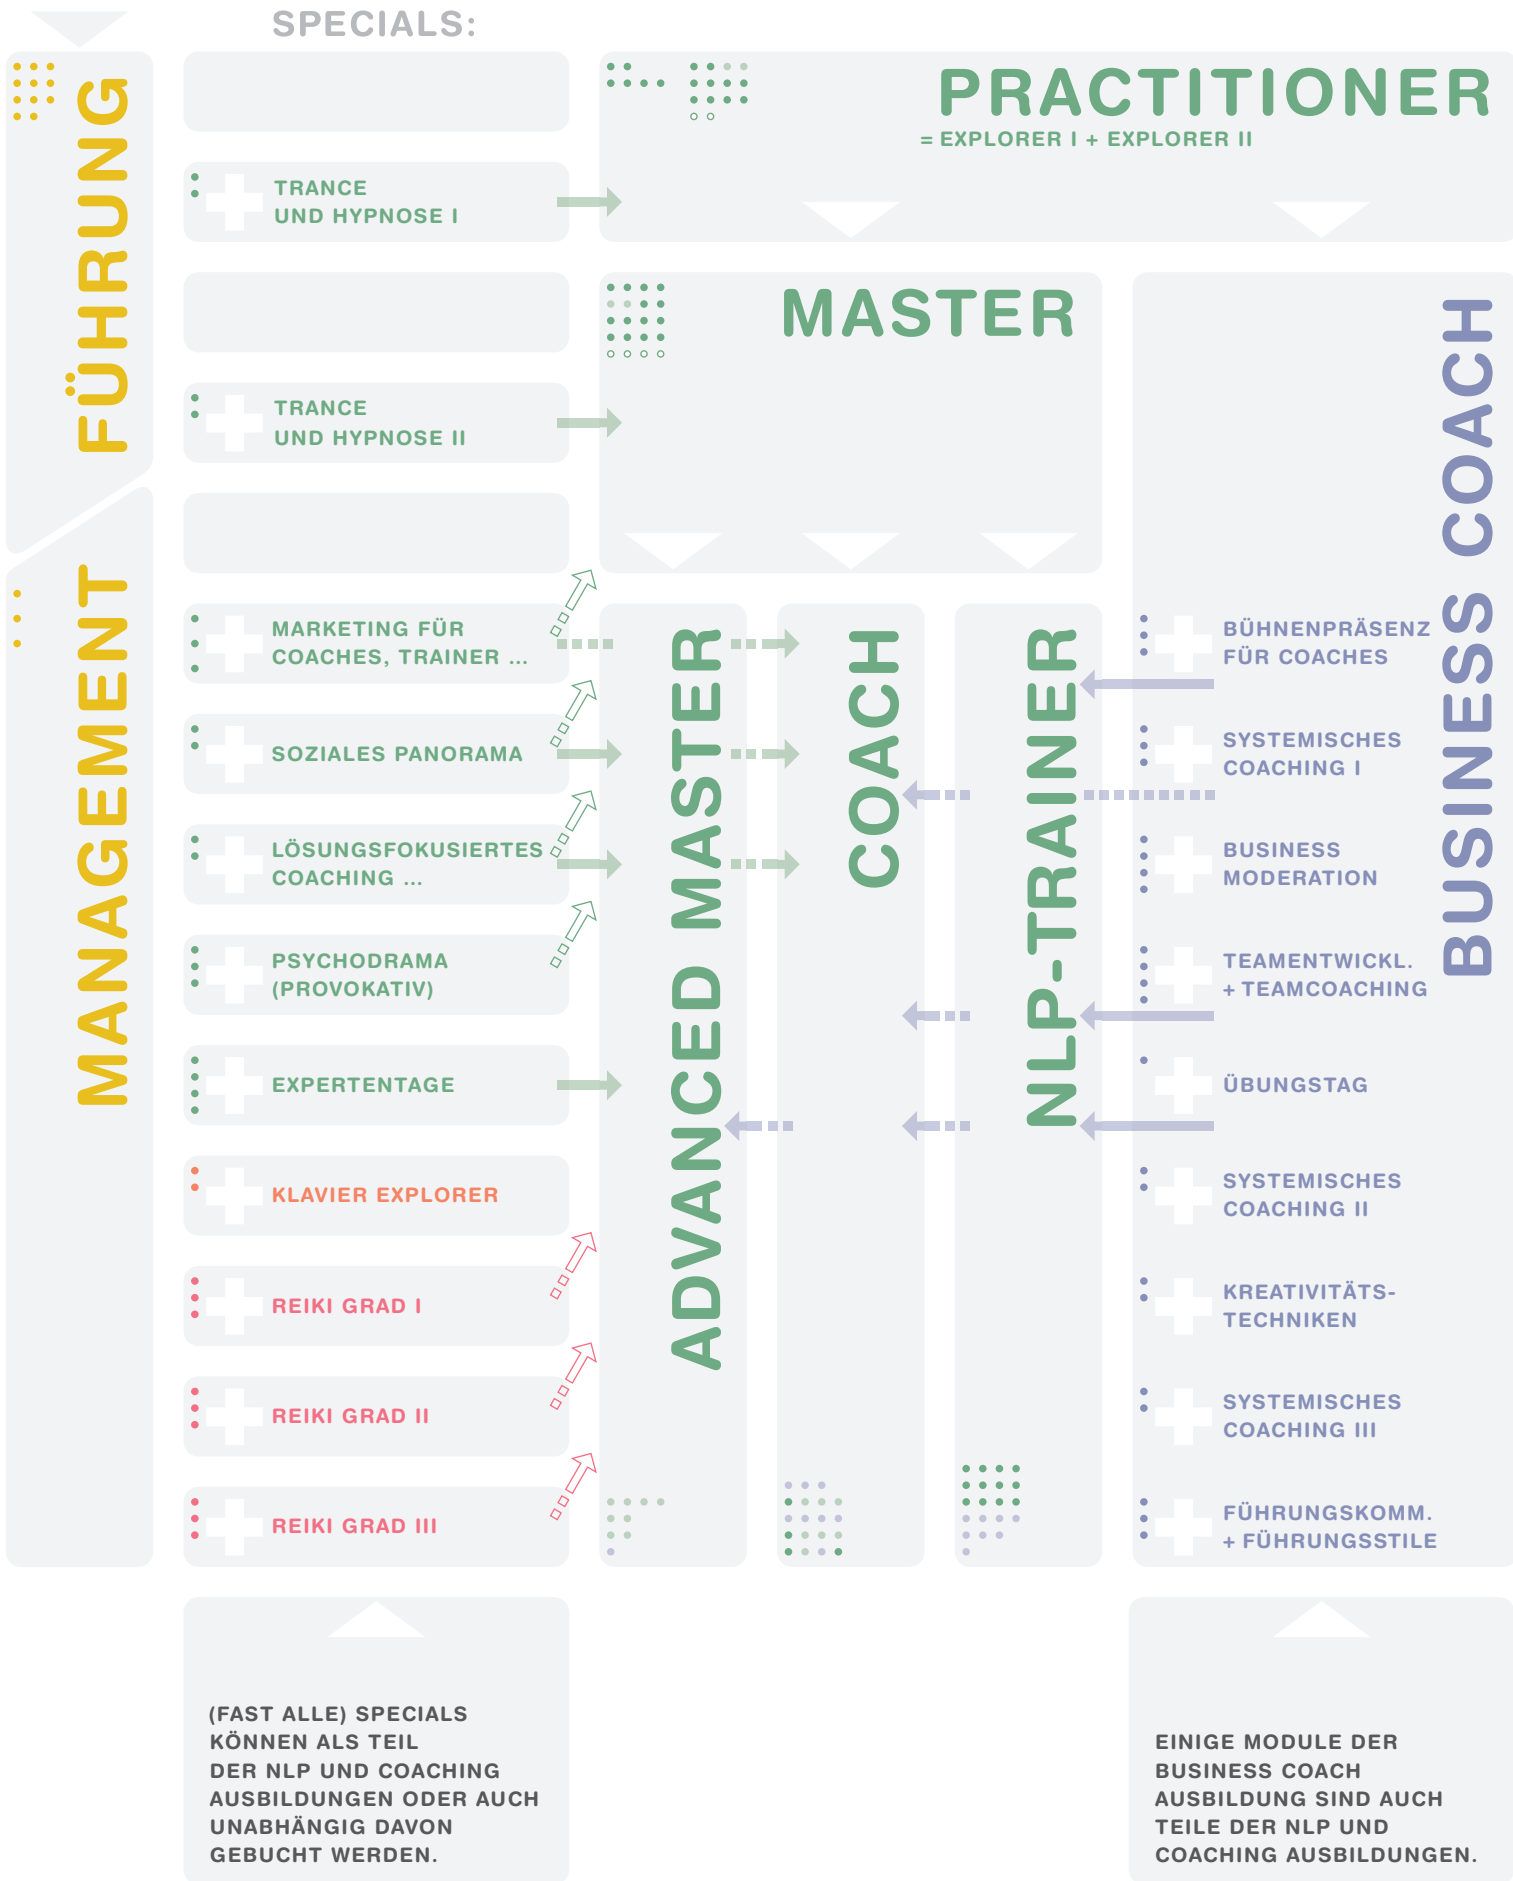 SPECIALS:
FÜHRUNG
MANAGEMENT
PRACTITIONER
= EXPLORER I + EXPLORER II
TRANCE
UND HYPNOSE I
MASTER
TRANCE
UND HYPNOSE II
MARKETING FÜR
COACHES, TRAINER ...
SOZIALES PANORAMA
LÖSUNGSFOKUSIERTES
COACHING ...
PSYCHODRAMA
(PROVOKATIV)
EXPERTENTAGE
KLAVIER EXPLORER
REIKI GRAD I
REIKI GRAD II
REIKI GRAD III
ADVANCED MASTER
COACH
NLP-TRAINER
BUSINESS COACH
BÜHNENPRÄSENZ
FÜR COACHES
SYSTEMISCHES
COACHING I
BUSINESS
MODERATION
TEAMENTWICKL.
+ TEAMCOACHING
ÜBUNGSTAG
SYSTEMISCHES
COACHING II
KREATIVITÄTS-
TECHNIKEN
SYSTEMISCHES
COACHING III
FÜHRUNGSKOMM.
+ FÜHRUNGSSTILE
(FAST ALLE) SPECIALS
KÖNNEN ALS TEIL
DER NLP UND COACHING
AUSBILDUNGEN ODER AUCH
UNABHÄNGIG DAVON
GEBUCHT WERDEN.
EINIGE MODULE DER
BUSINESS COACH
AUSBILDUNG SIND AUCH
TEILE DER NLP UND
COACHING AUSBILDUNGEN.